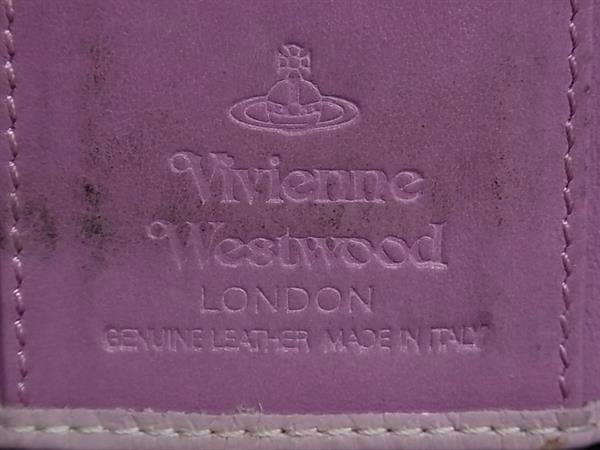 Vivienne
Westwood
LONDON
GENUINE LEATHER MADE IN ITALY